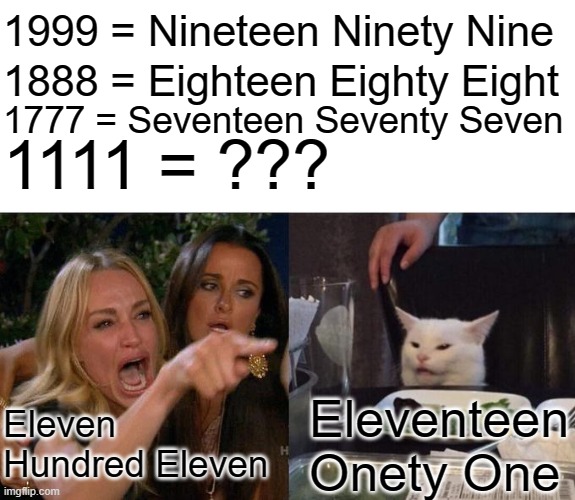 1999 = Nineteen Ninety Nine
1888 = Eighteen Eighty Eight
1777 = Seventeen Seventy Seven
1111 = ???
Eleven
Hundred Eleven
Eleventeen
Onety One
imgflip.com